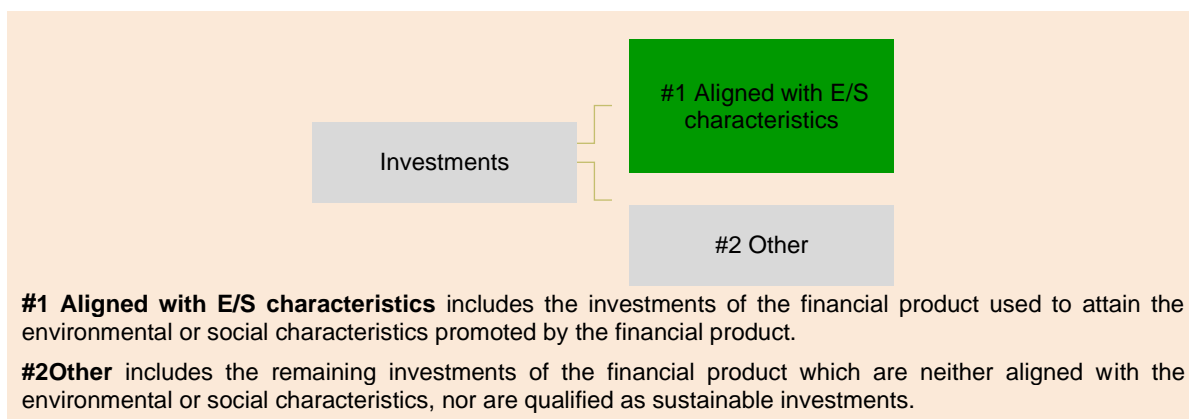 #1 Aligned with E/S
characteristics
Investments
#2 Other
#1 Aligned with E/S characteristics includes the investments of the financial product used to attain the
environmental or social characteristics promoted by the financial product.
#2Other includes the remaining investments of the financial product which are neither aligned with the
environmental or social characteristics, nor are qualified as sustainable investments.